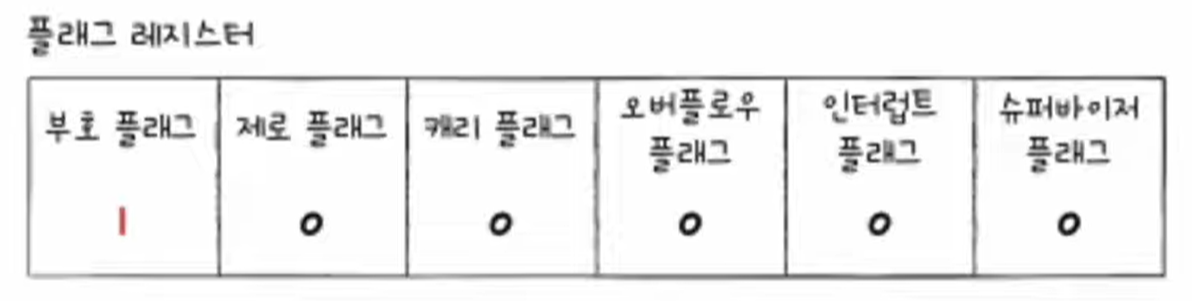 플래그 레지스터
부호 플래그
제로 플래그
캐리 플래그
오버플로우
플래그
인터럽트
플래그
슈퍼바이저
플래그
1
0
0
0
0
0